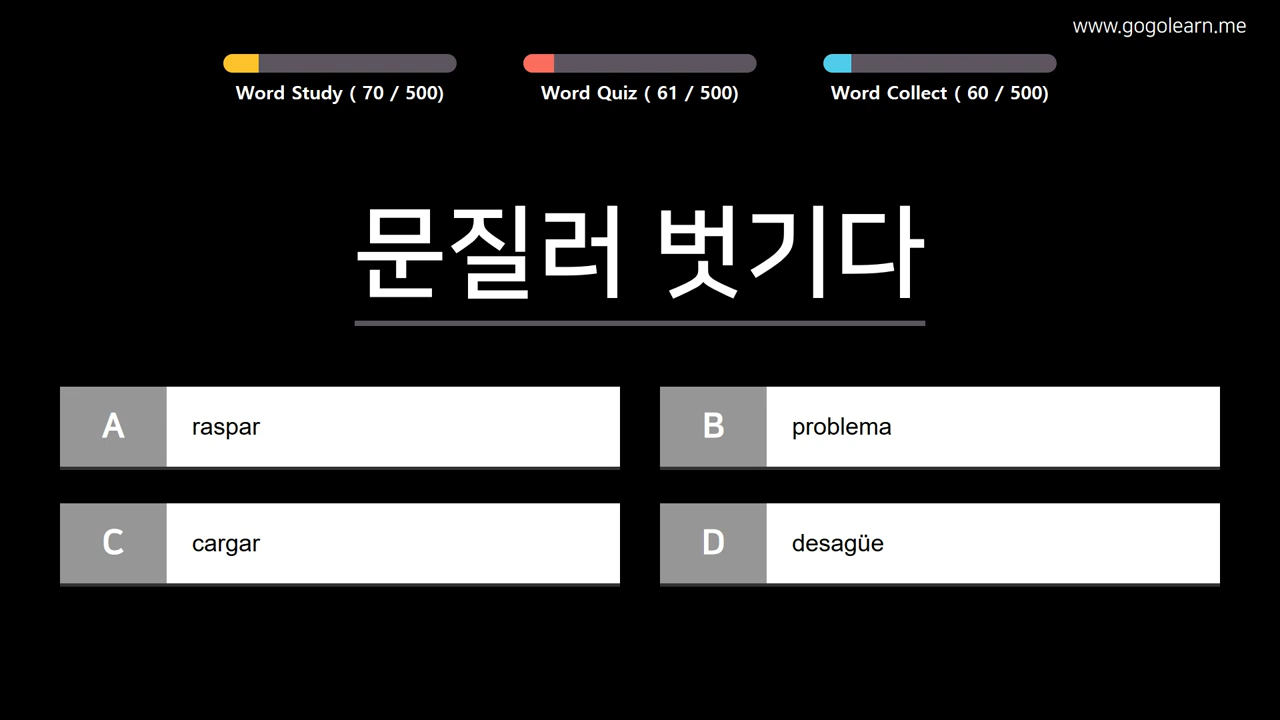 www.gogolearn.me
Word Study ( 70 / 500)
Word Quiz ( 61 / 500)
Word Collect ( 60 / 500)
문질러 벗기다
A raspar
B problema
C cargar
D desagüe